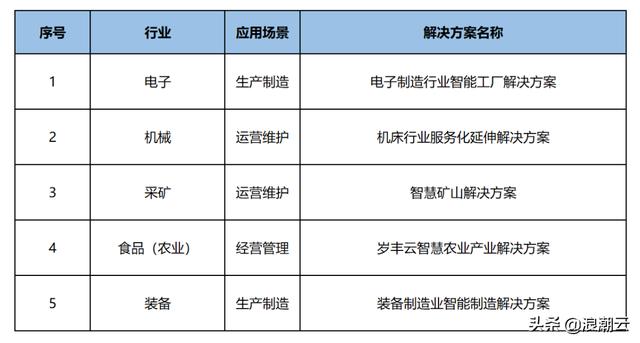 序号 行业 应用场景 解决方案名称
1 电子 生产制造 电子制造行业智能工厂解决方案
2 机械 运营维护 机床行业服务化延伸解决方案
3 采矿 运营维护 智慧矿山解决方案
4 食品（农业） 经营管理 岁丰云智慧农业产业解决方案
5 装备 生产制造 装备制造业智能制造解决方案
头条 @浪潮云